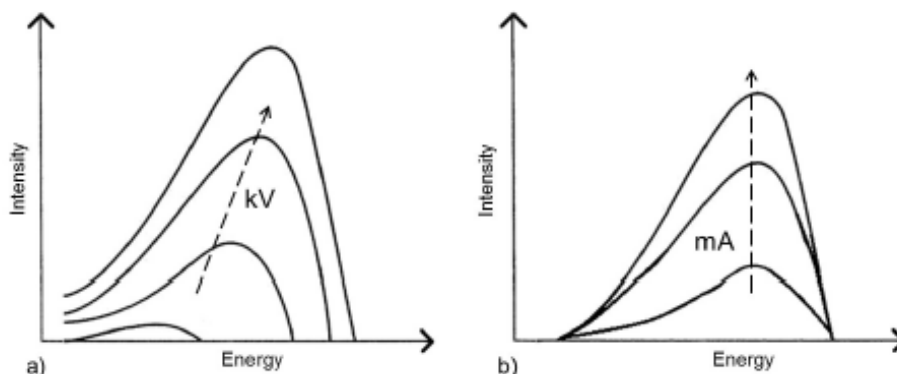 Intensity
kV
Energy
a)
Intensity
mA
Energy
b)